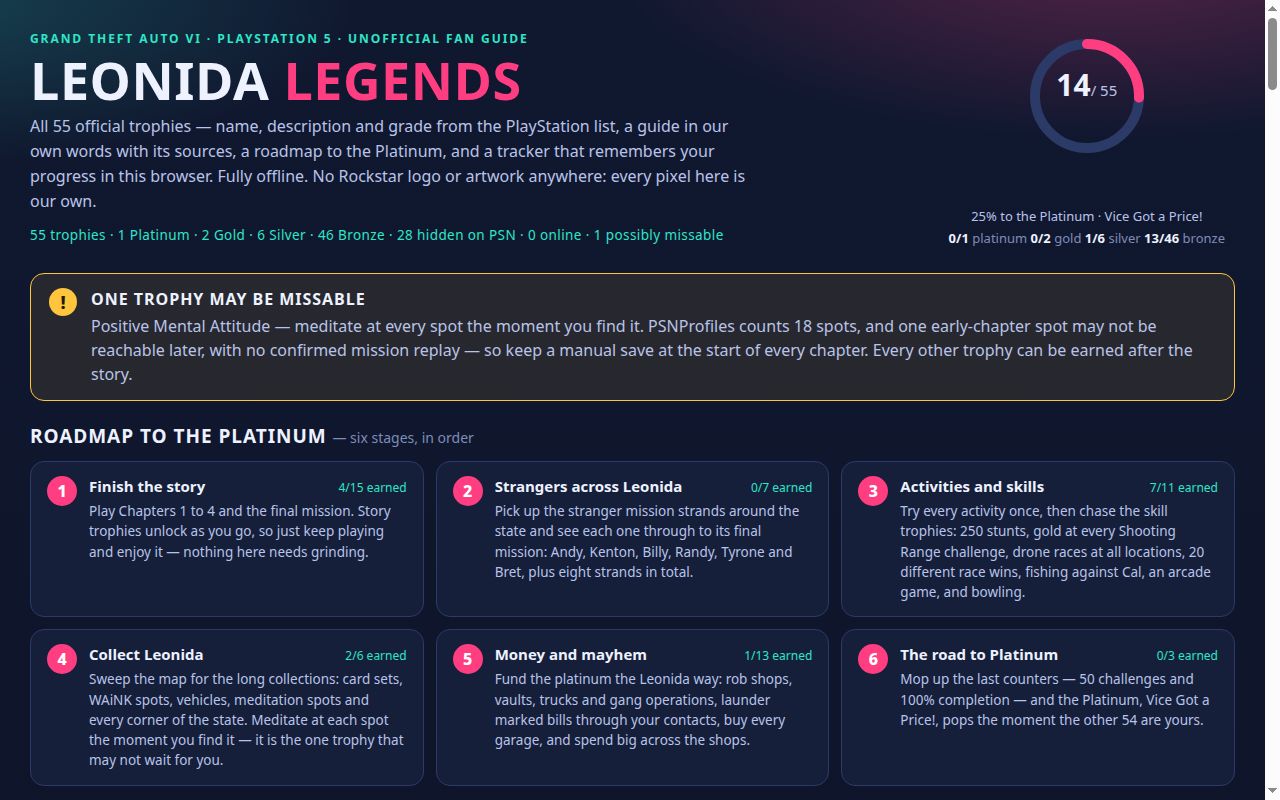 GRAND THEFT AUTO VI · PLAYSTATION 5 · UNOFFICIAL FAN GUIDE
LEONIDA LEGENDS
All 55 official trophies — name, description and grade from the PlayStation list, a guide in our
own words with its sources, a roadmap to the Platinum, and a tracker that remembers your
progress in this browser. Fully offline. No Rockstar logo or artwork anywhere: every pixel here is
our own.
55 trophies · 1 Platinum · 2 Gold · 6 Silver · 46 Bronze · 28 hidden on PSN · 0 online · 1 possibly missable
14/ 55
25% to the Platinum · Vice Got a Price!
0/1 platinum 0/2 gold 1/6 silver 13/46 bronze
!
ONE TROPHY MAY BE MISSABLE
Positive Mental Attitude — meditate at every spot the moment you find it. PSNProfiles counts 18 spots, and one early-chapter spot may not be
reachable later, with no confirmed mission replay — so keep a manual save at the start of every chapter. Every other trophy can be earned after the
story.
ROADMAP TO THE PLATINUM — six stages, in order
1
Finish the story
4/15 earned
Play Chapters 1 to 4 and the final mission. Story
trophies unlock as you go, so just keep playing
and enjoy it — nothing here needs grinding.
2
Strangers across Leonida
0/7 earned
Pick up the stranger mission strands around the
state and see each one through to its final
mission: Andy, Kenton, Billy, Randy, Tyrone and
Bret, plus eight strands in total.
3
Activities and skills
7/11 earned
Try every activity once, then chase the skill
trophies: 250 stunts, gold at every Shooting
Range challenge, drone races at all locations, 20
different race wins, fishing against Cal, an arcade
game, and bowling.
4
Collect Leonida
2/6 earned
Sweep the map for the long collections: card sets,
WAiNK spots, vehicles, meditation spots and
every corner of the state. Meditate at each spot
the moment you find it — it is the one trophy that
may not wait for you.
5
Money and mayhem
1/13 earned
Fund the platinum the Leonida way: rob shops,
vaults, trucks and gang operations, launder
marked bills through your contacts, buy every
garage, and spend big across the shops.
6
The road to Platinum
0/3 earned
Mop up the last counters — 50 challenges and
100% completion — and the Platinum, Vice Got a
Price!, pops the moment the other 54 are yours.